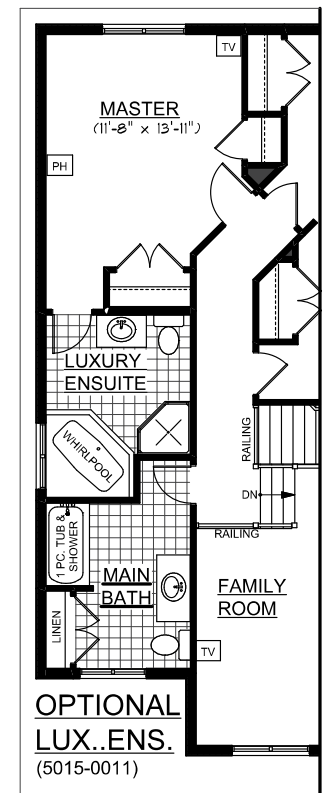 TV
MASTER
(11'-8" x 13'-11")
PH
LUXURY
ENSUITE
WHIRLPOOL
RAILING
DN
RAILING
1 PC. TUB &
SHOWER
MAIN
BATH
FAMILY
ROOM
LINEN
TV
OPTIONAL
LUX..ENS.
(5015-0011)